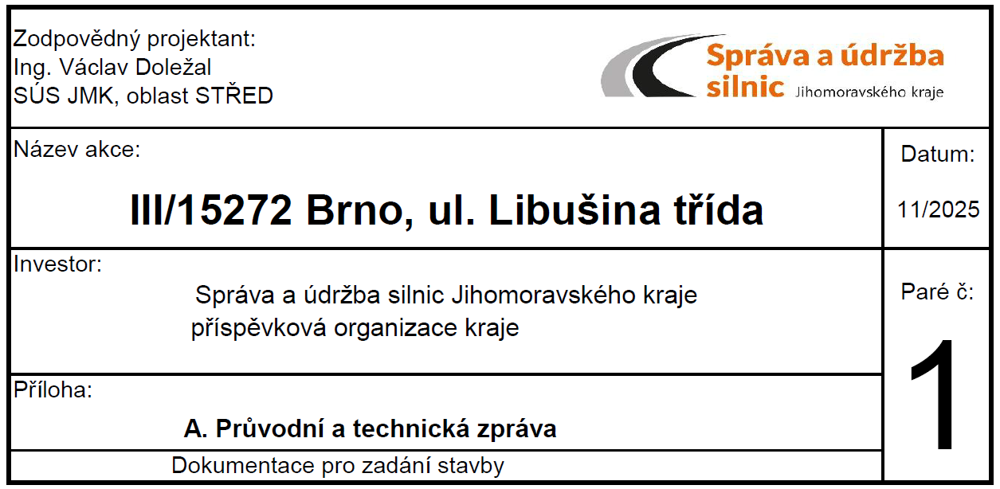 Zodpovědný projektant:
Ing. Václav Doležal
SÚS JMK, oblast STŘED
Správa a údržba
silnic Jihomoravského kraje
Název akce:
III/15272 Brno, ul. Libušina třída
Datum:
11/2025
Investor:
Správa a údržba silnic Jihomoravského kraje
příspěvková organizace kraje
Paré č:
1
Příloha:
A. Průvodní a technická zpráva
Dokumentace pro zadání stavby